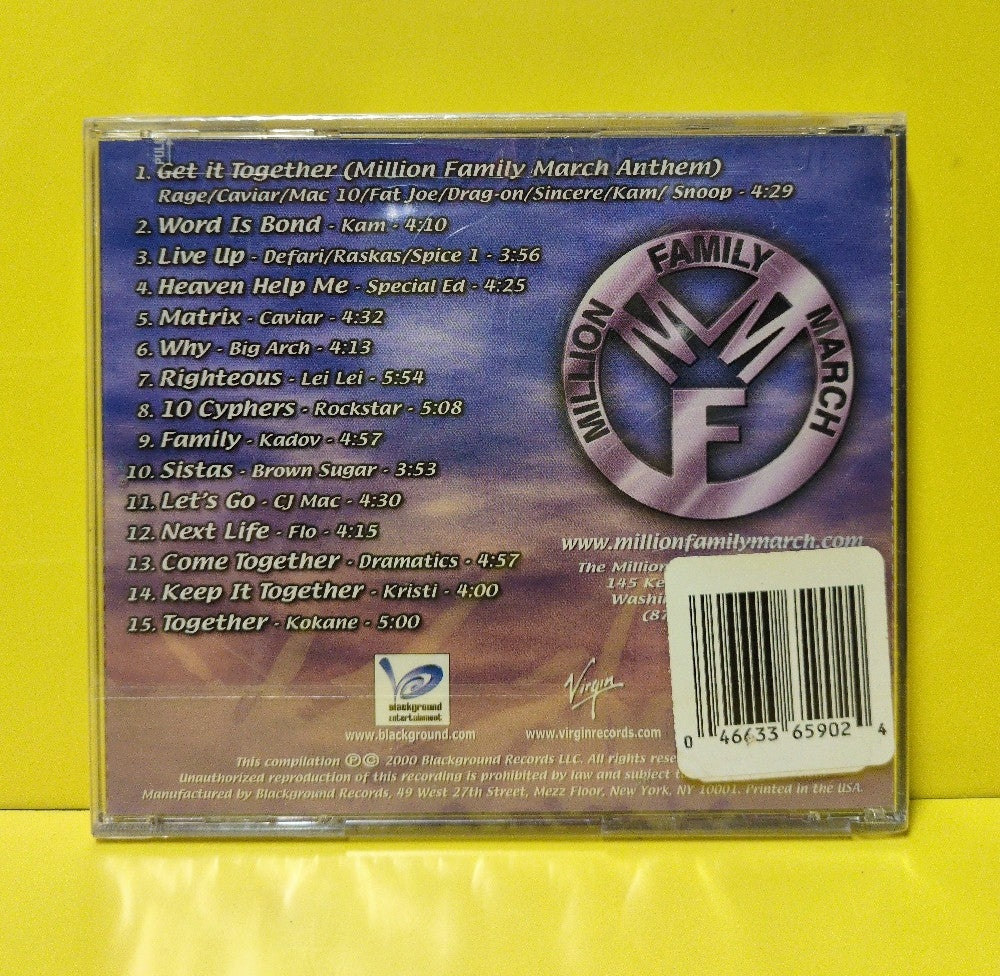 PULL
1. Get it Together (Million Family March Anthem)
Rage/Caviar/Mac 10/Fat Joe/Drag-on/Sincere/Kam/ Snoop - 4:29
2. Word Is Bond - Kam - 4:10
3. Live Up - Defari/Raskas/Spice 1 - 3:56
4. Heaven Help Me - Special Ed - 4:25
5. Matrix - Caviar - 4:32
6. Why - Big Arch - 4:13
7. Righteous - Lei Lei - 5:54
8. 10 Cyphers - Rockstar - 5:08
9. Family - Kadov - 4:57
10. Sistas - Brown Sugar - 3:53
11. Let's Go - CJ Mac - 4:30
12. Next Life - Flo - 4:15
13. Come Together - Dramatics - 4:57
14. Keep It Together - Kristi - 4:00
15. Together - Kokane - 5:00
MILLION FAMILY MARCH
M M F
www.millionfamilymarch.com
The Million
145
blackground
entertainment
www.blackground.com
Virgin
www.virginrecords.com
0 46633 65902 4
This compilation Ⓟ© 2000 Blackground Records LLC. All rights
Unauthorized reproduction of this recording is prohibited by law and subject
Manufactured by Blackground Records, 49 West 27th Street, Mezz Floor, New York, NY 10001. Printed in the USA.